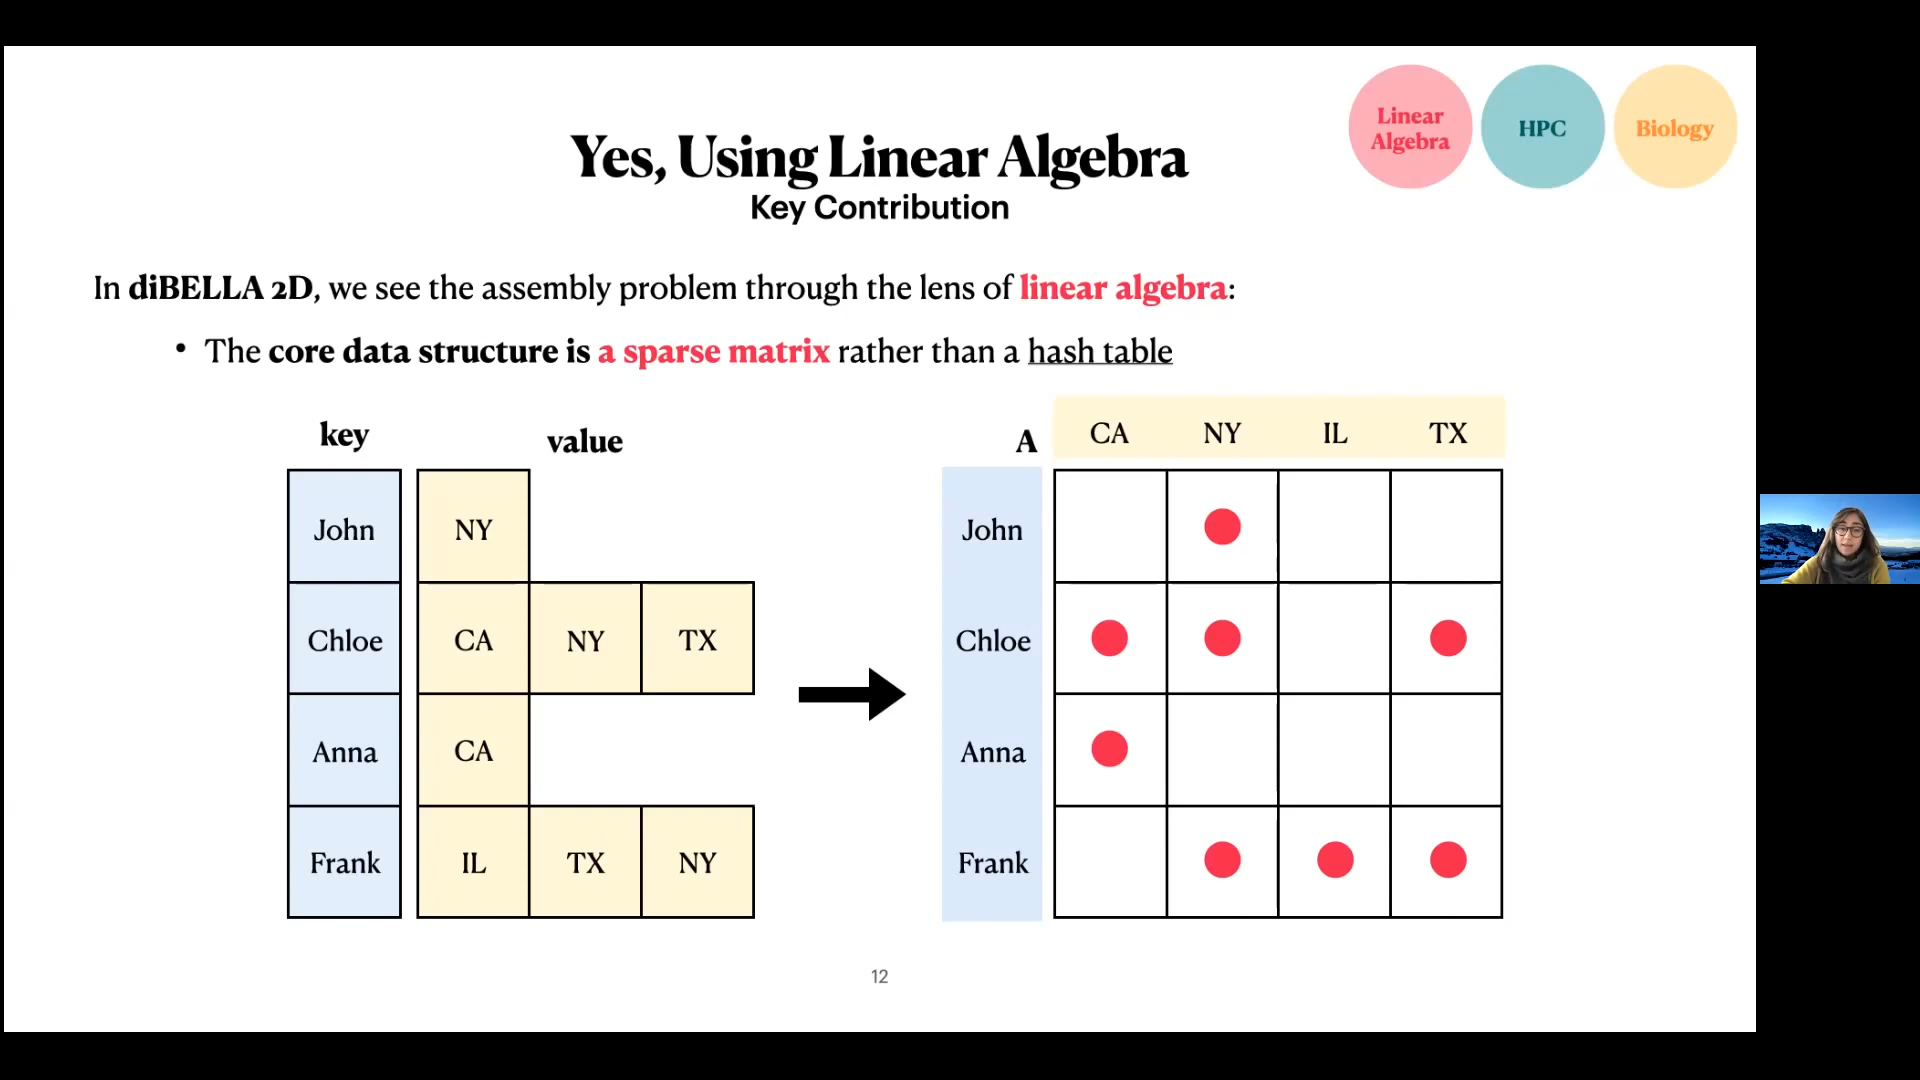 Linear
Algebra
HPC
Biology
Yes, Using Linear Algebra
Key Contribution
In diBELLA 2D, we see the assembly problem through the lens of linear algebra:
• The core data structure is a sparse matrix rather than a hash table
key value
John NY
Chloe CA NY TX
Anna CA
Frank IL TX NY
A CA NY IL TX
John
Chloe
Anna
Frank
12